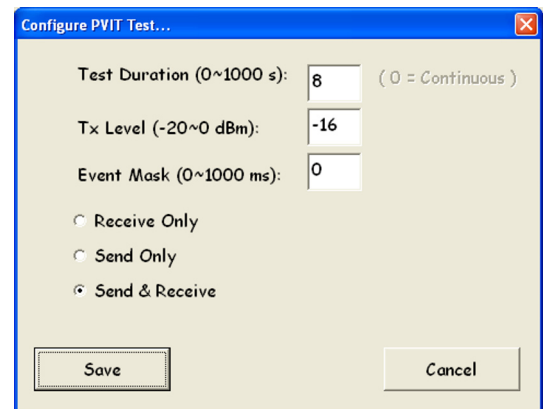 Configure PVIT Test...
Test Duration (0~1000 s): 8 ( 0 = Continuous )
Tx Level (-20~0 dBm): -16
Event Mask (0~1000 ms): 0
Receive Only
Send Only
Send & Receive
Save Cancel